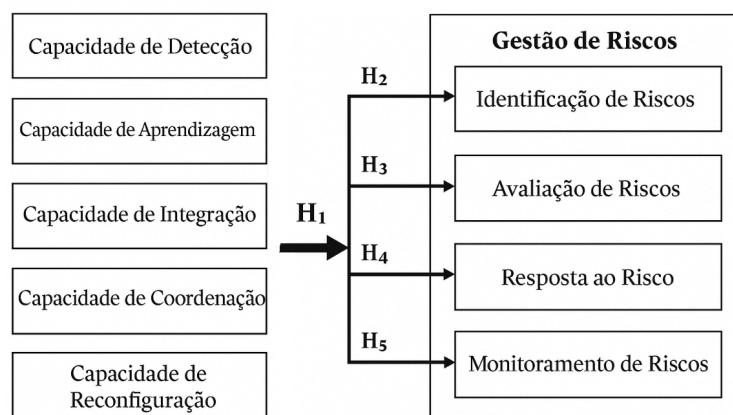 Capacidade de Detecção
Capacidade de Aprendizagem
Capacidade de Integração
Capacidade de Coordenação
Capacidade de
Reconfiguração
H₁
H₂
H₃
H₄
H₅
Gestão de Riscos
Identificação de Riscos
Avaliação de Riscos
Resposta ao Risco
Monitoramento de Riscos